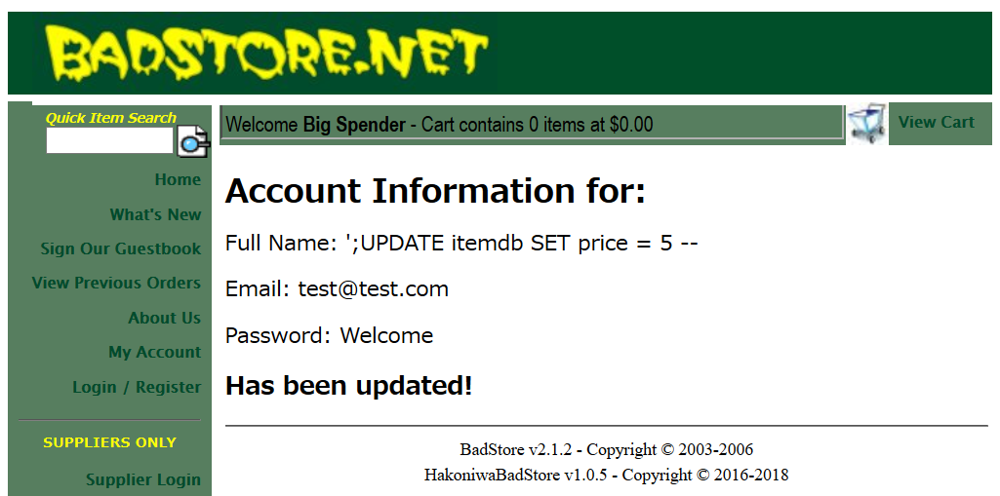 BADSTORE.NET
Quick Item Search
Welcome Big Spender - Cart contains 0 items at $0.00
View Cart
Home
What's New
Sign Our Guestbook
View Previous Orders
About Us
My Account
Login / Register
SUPPLIERS ONLY
Supplier Login
Account Information for:
Full Name: ';UPDATE itemdb SET price = 5 --
Email: test@test.com
Password: Welcome
Has been updated!
BadStore v2.1.2 - Copyright © 2003-2006
HakoniwaBadStore v1.0.5 - Copyright © 2016-2018